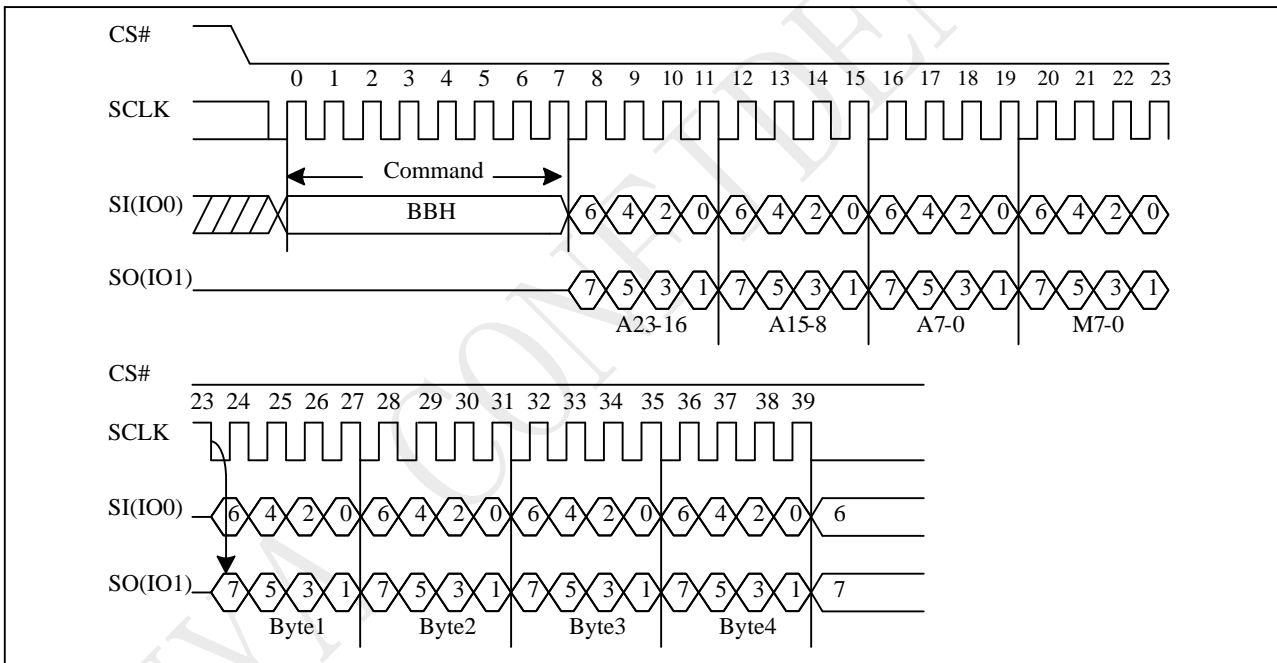 CS#
0 1 2 3 4 5 6 7 8 9 10 11 12 13 14 15 16 17 18 19 20 21 22 23
SCLK
Command
SI(IO0) BBH 6 4 2 0 6 4 2 0 6 4 2 0 6 4 2 0
SO(IO1) 7 5 3 1 7 5 3 1 7 5 3 1 7 5 3 1
A23-16 A15-8 A7-0 M7-0
CS#
23 24 25 26 27 28 29 30 31 32 33 34 35 36 37 38 39
SCLK
SI(IO0) 6 4 2 0 6 4 2 0 6 4 2 0 6 4 2 0 6
SO(IO1) 7 5 3 1 7 5 3 1 7 5 3 1 7 5 3 1 7
Byte1 Byte2 Byte3 Byte4